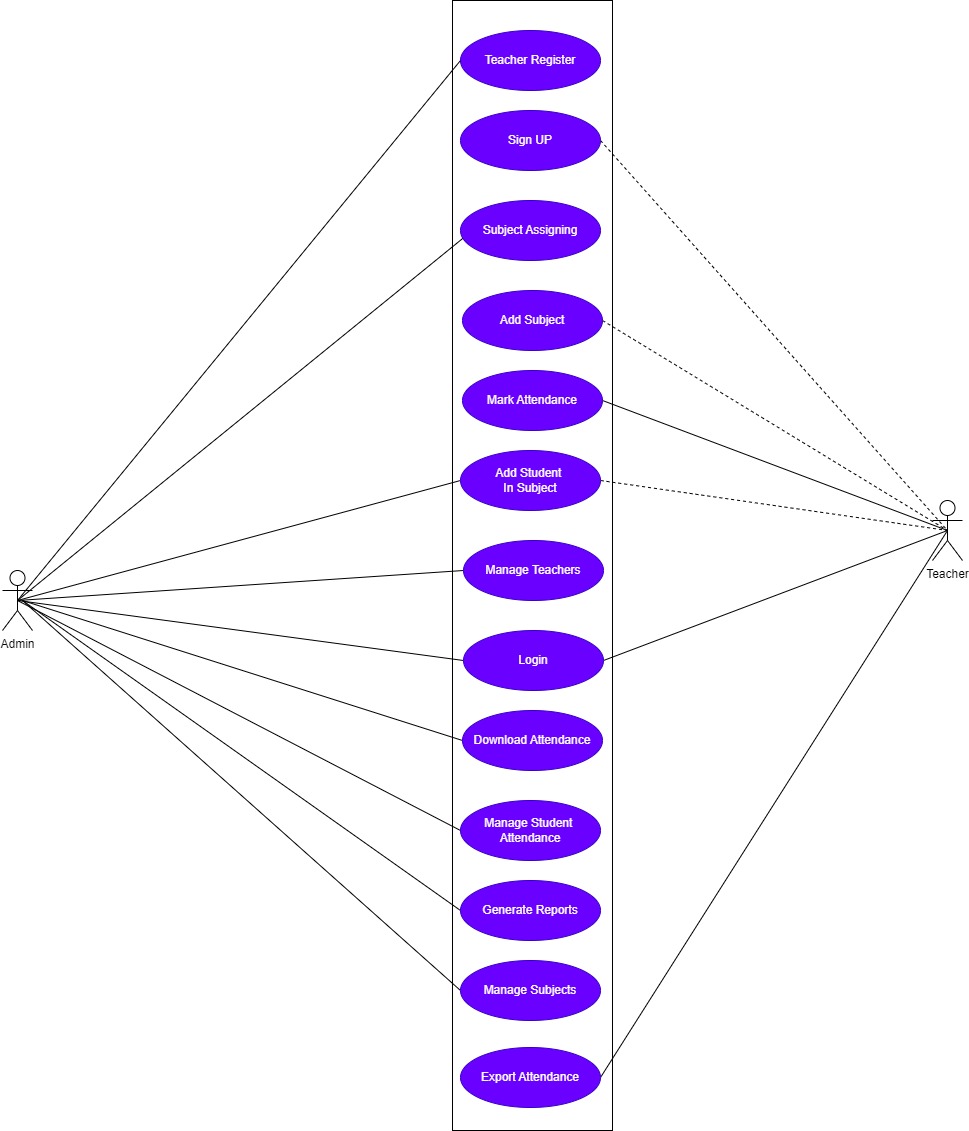 Teacher Register
Sign UP
Subject Assigning
Add Subject
Mark Attendance
Add Student
In Subject
Manage Teachers
Teacher
Admin
Login
Download Attendance
Manage Student
Attendance
Generate Reports
Manage Subjects
Export Attendance